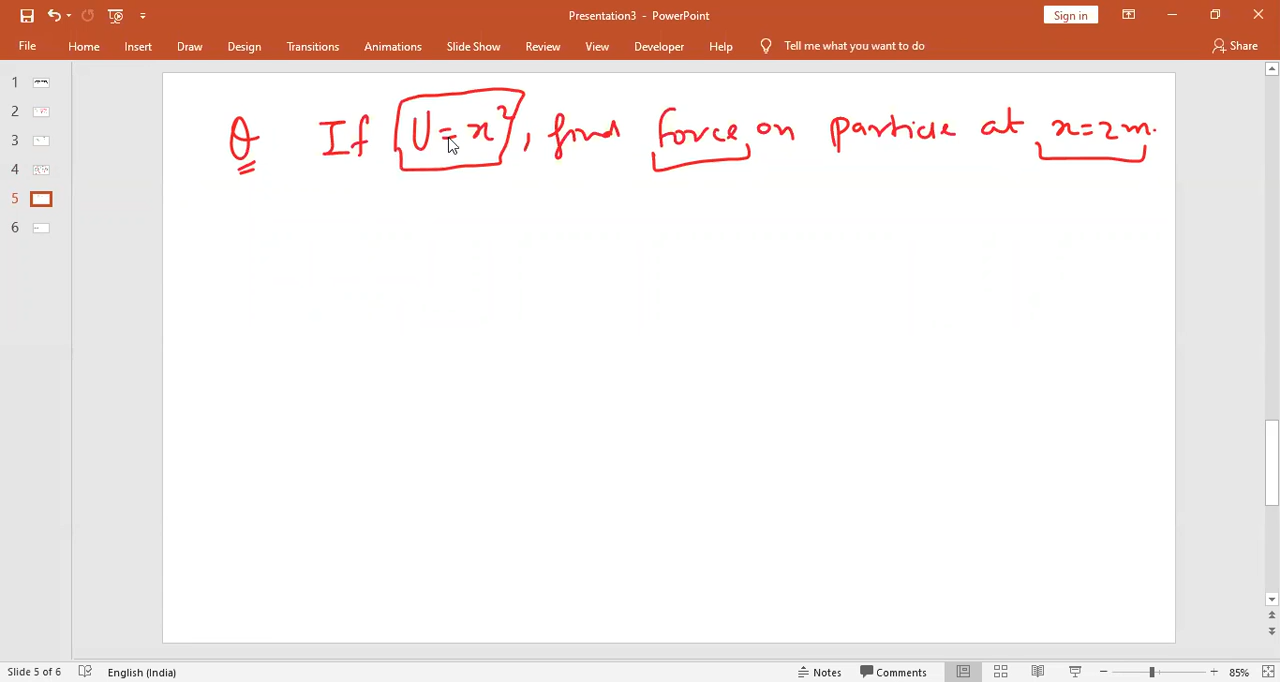 Presentation3 - PowerPoint
Sign in
File Home Insert Draw Design Transitions Animations Slide Show Review View Developer Help Tell me what you want to do Share
1
2
3
4
5
6
Q If U = x², find force on particle at x=2m.
Slide 5 of 6 English (India) Notes Comments 85%